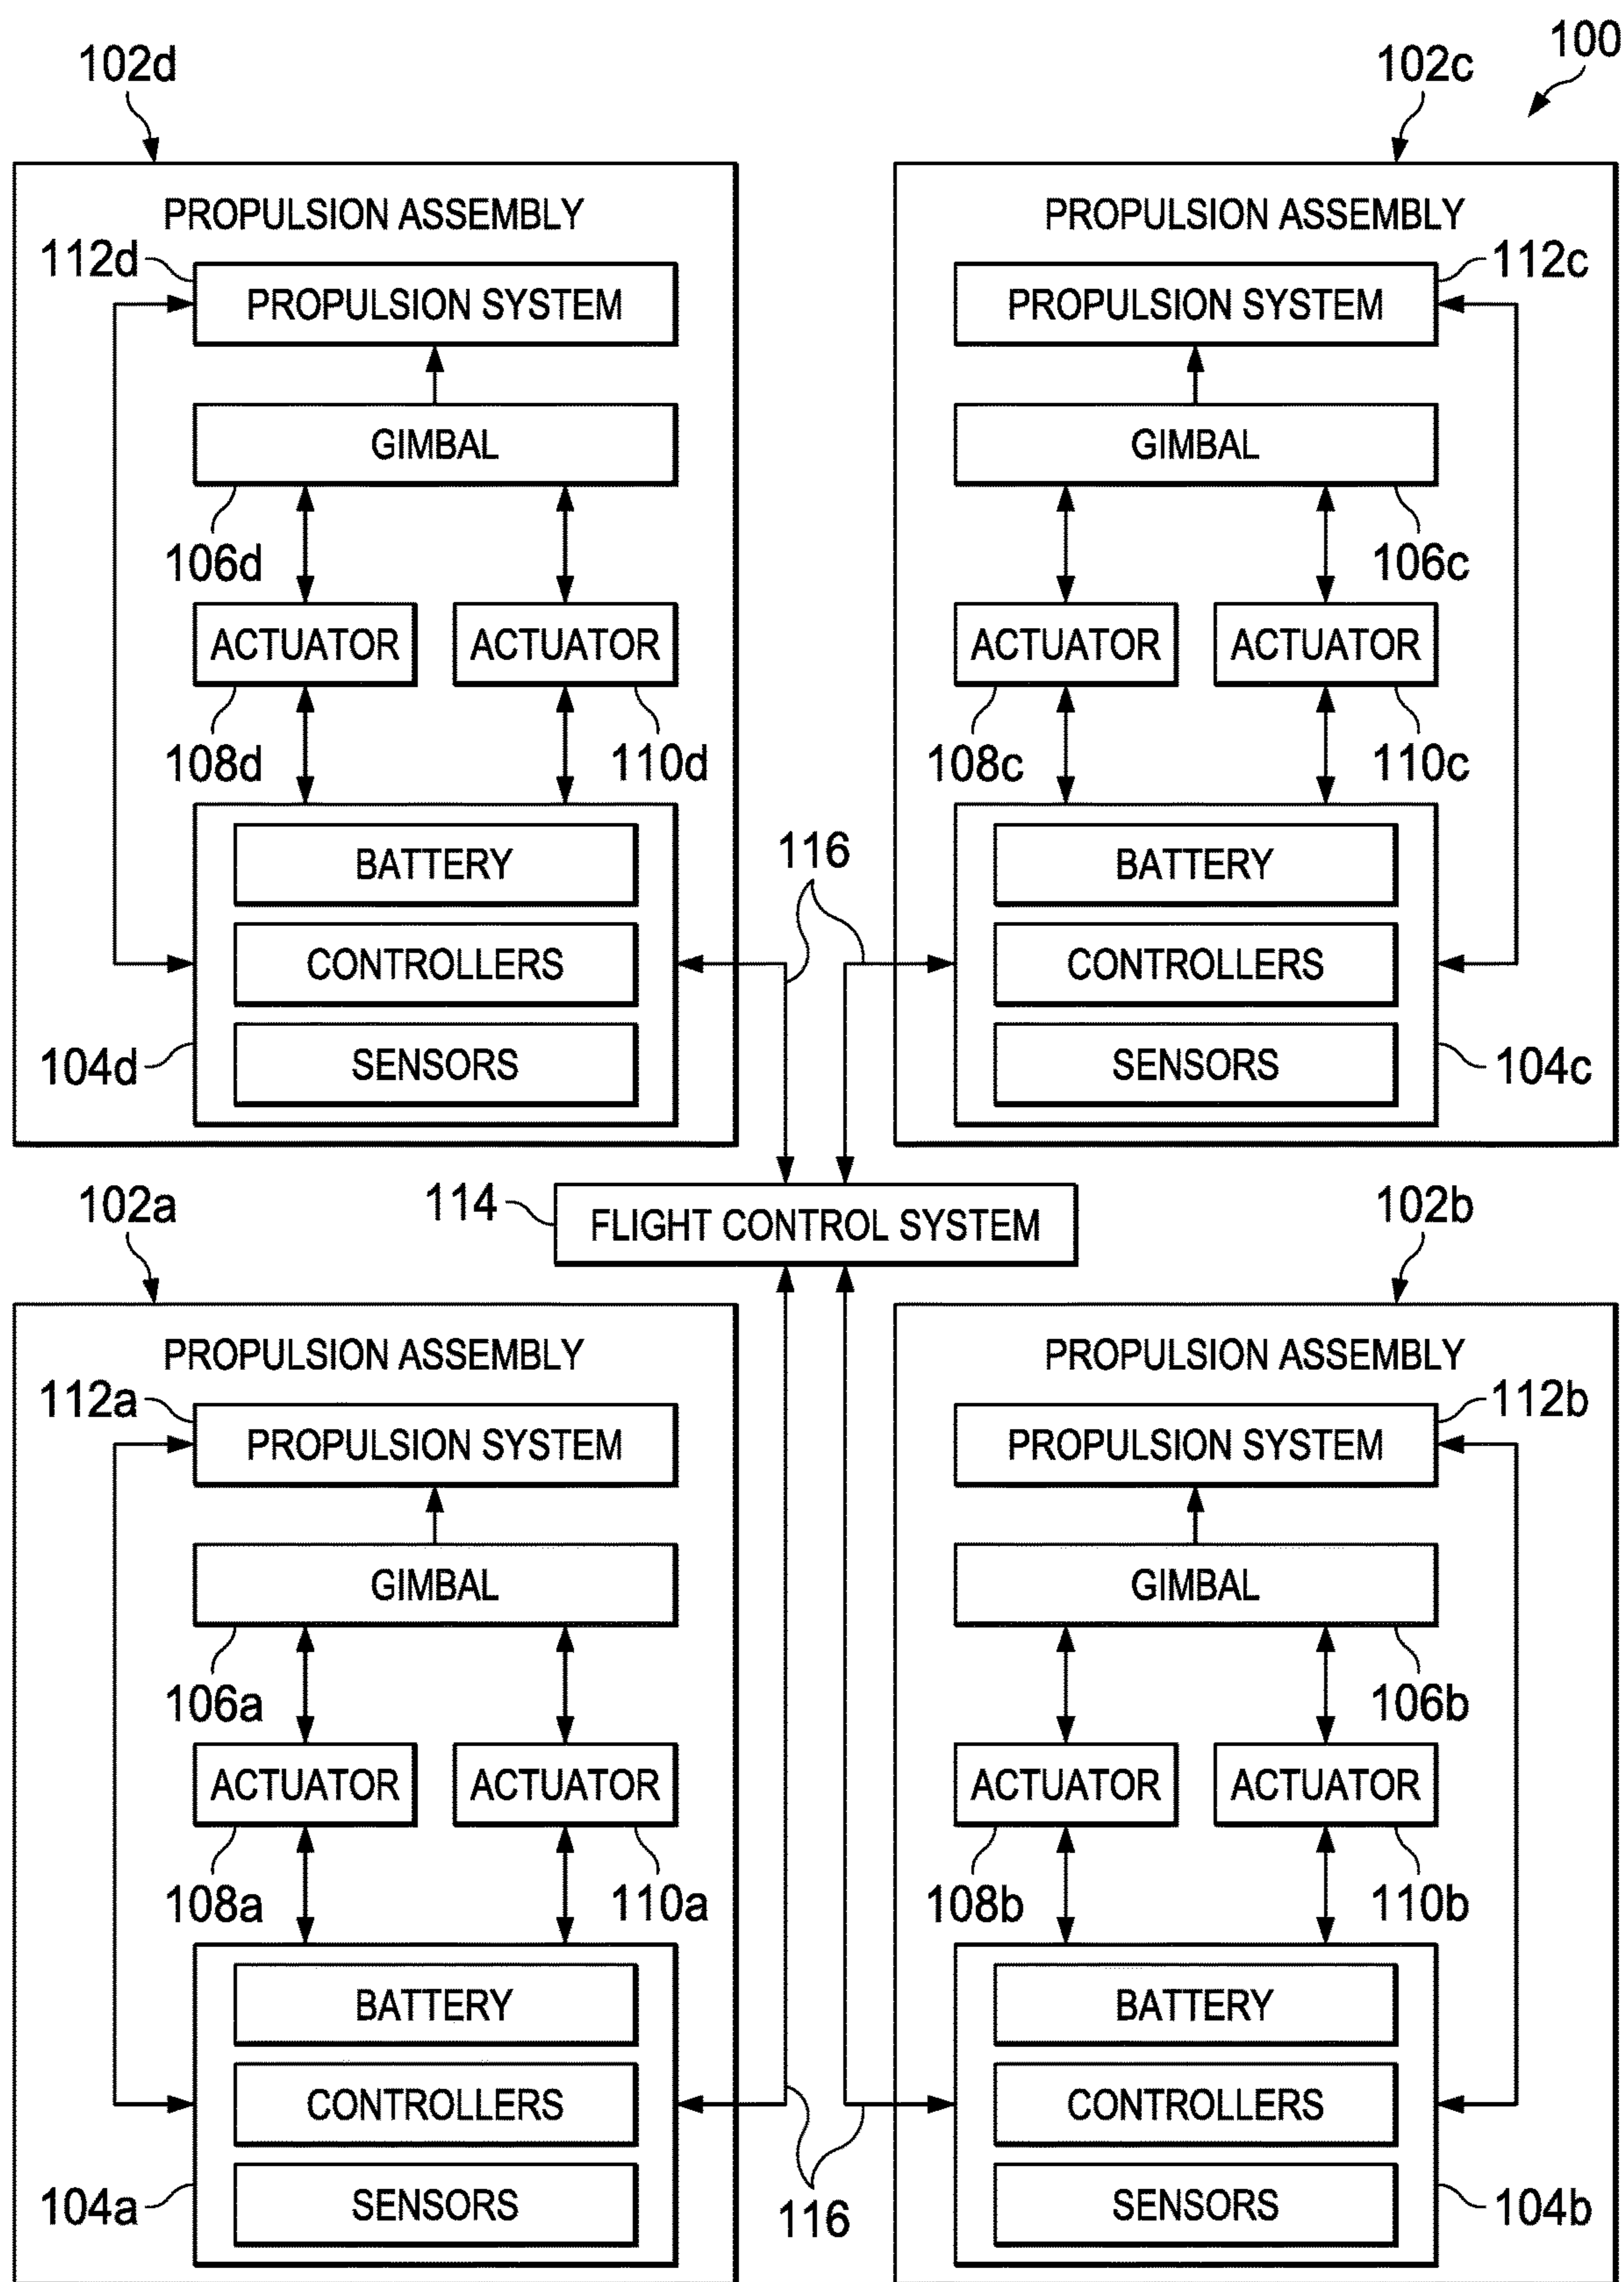 100
102d
102c
PROPULSION ASSEMBLY
PROPULSION ASSEMBLY
112d
PROPULSION SYSTEM
PROPULSION SYSTEM
112c
GIMBAL
GIMBAL
106d
106c
ACTUATOR
ACTUATOR
ACTUATOR
ACTUATOR
108d
110d
108c
110c
BATTERY
116
BATTERY
CONTROLLERS
CONTROLLERS
104d
SENSORS
SENSORS
104c
102a
114
FLIGHT CONTROL SYSTEM
102b
PROPULSION ASSEMBLY
PROPULSION ASSEMBLY
112a
PROPULSION SYSTEM
PROPULSION SYSTEM
112b
GIMBAL
GIMBAL
106a
106b
ACTUATOR
ACTUATOR
ACTUATOR
ACTUATOR
108a
110a
108b
110b
BATTERY
BATTERY
CONTROLLERS
CONTROLLERS
104a
SENSORS
116
SENSORS
104b